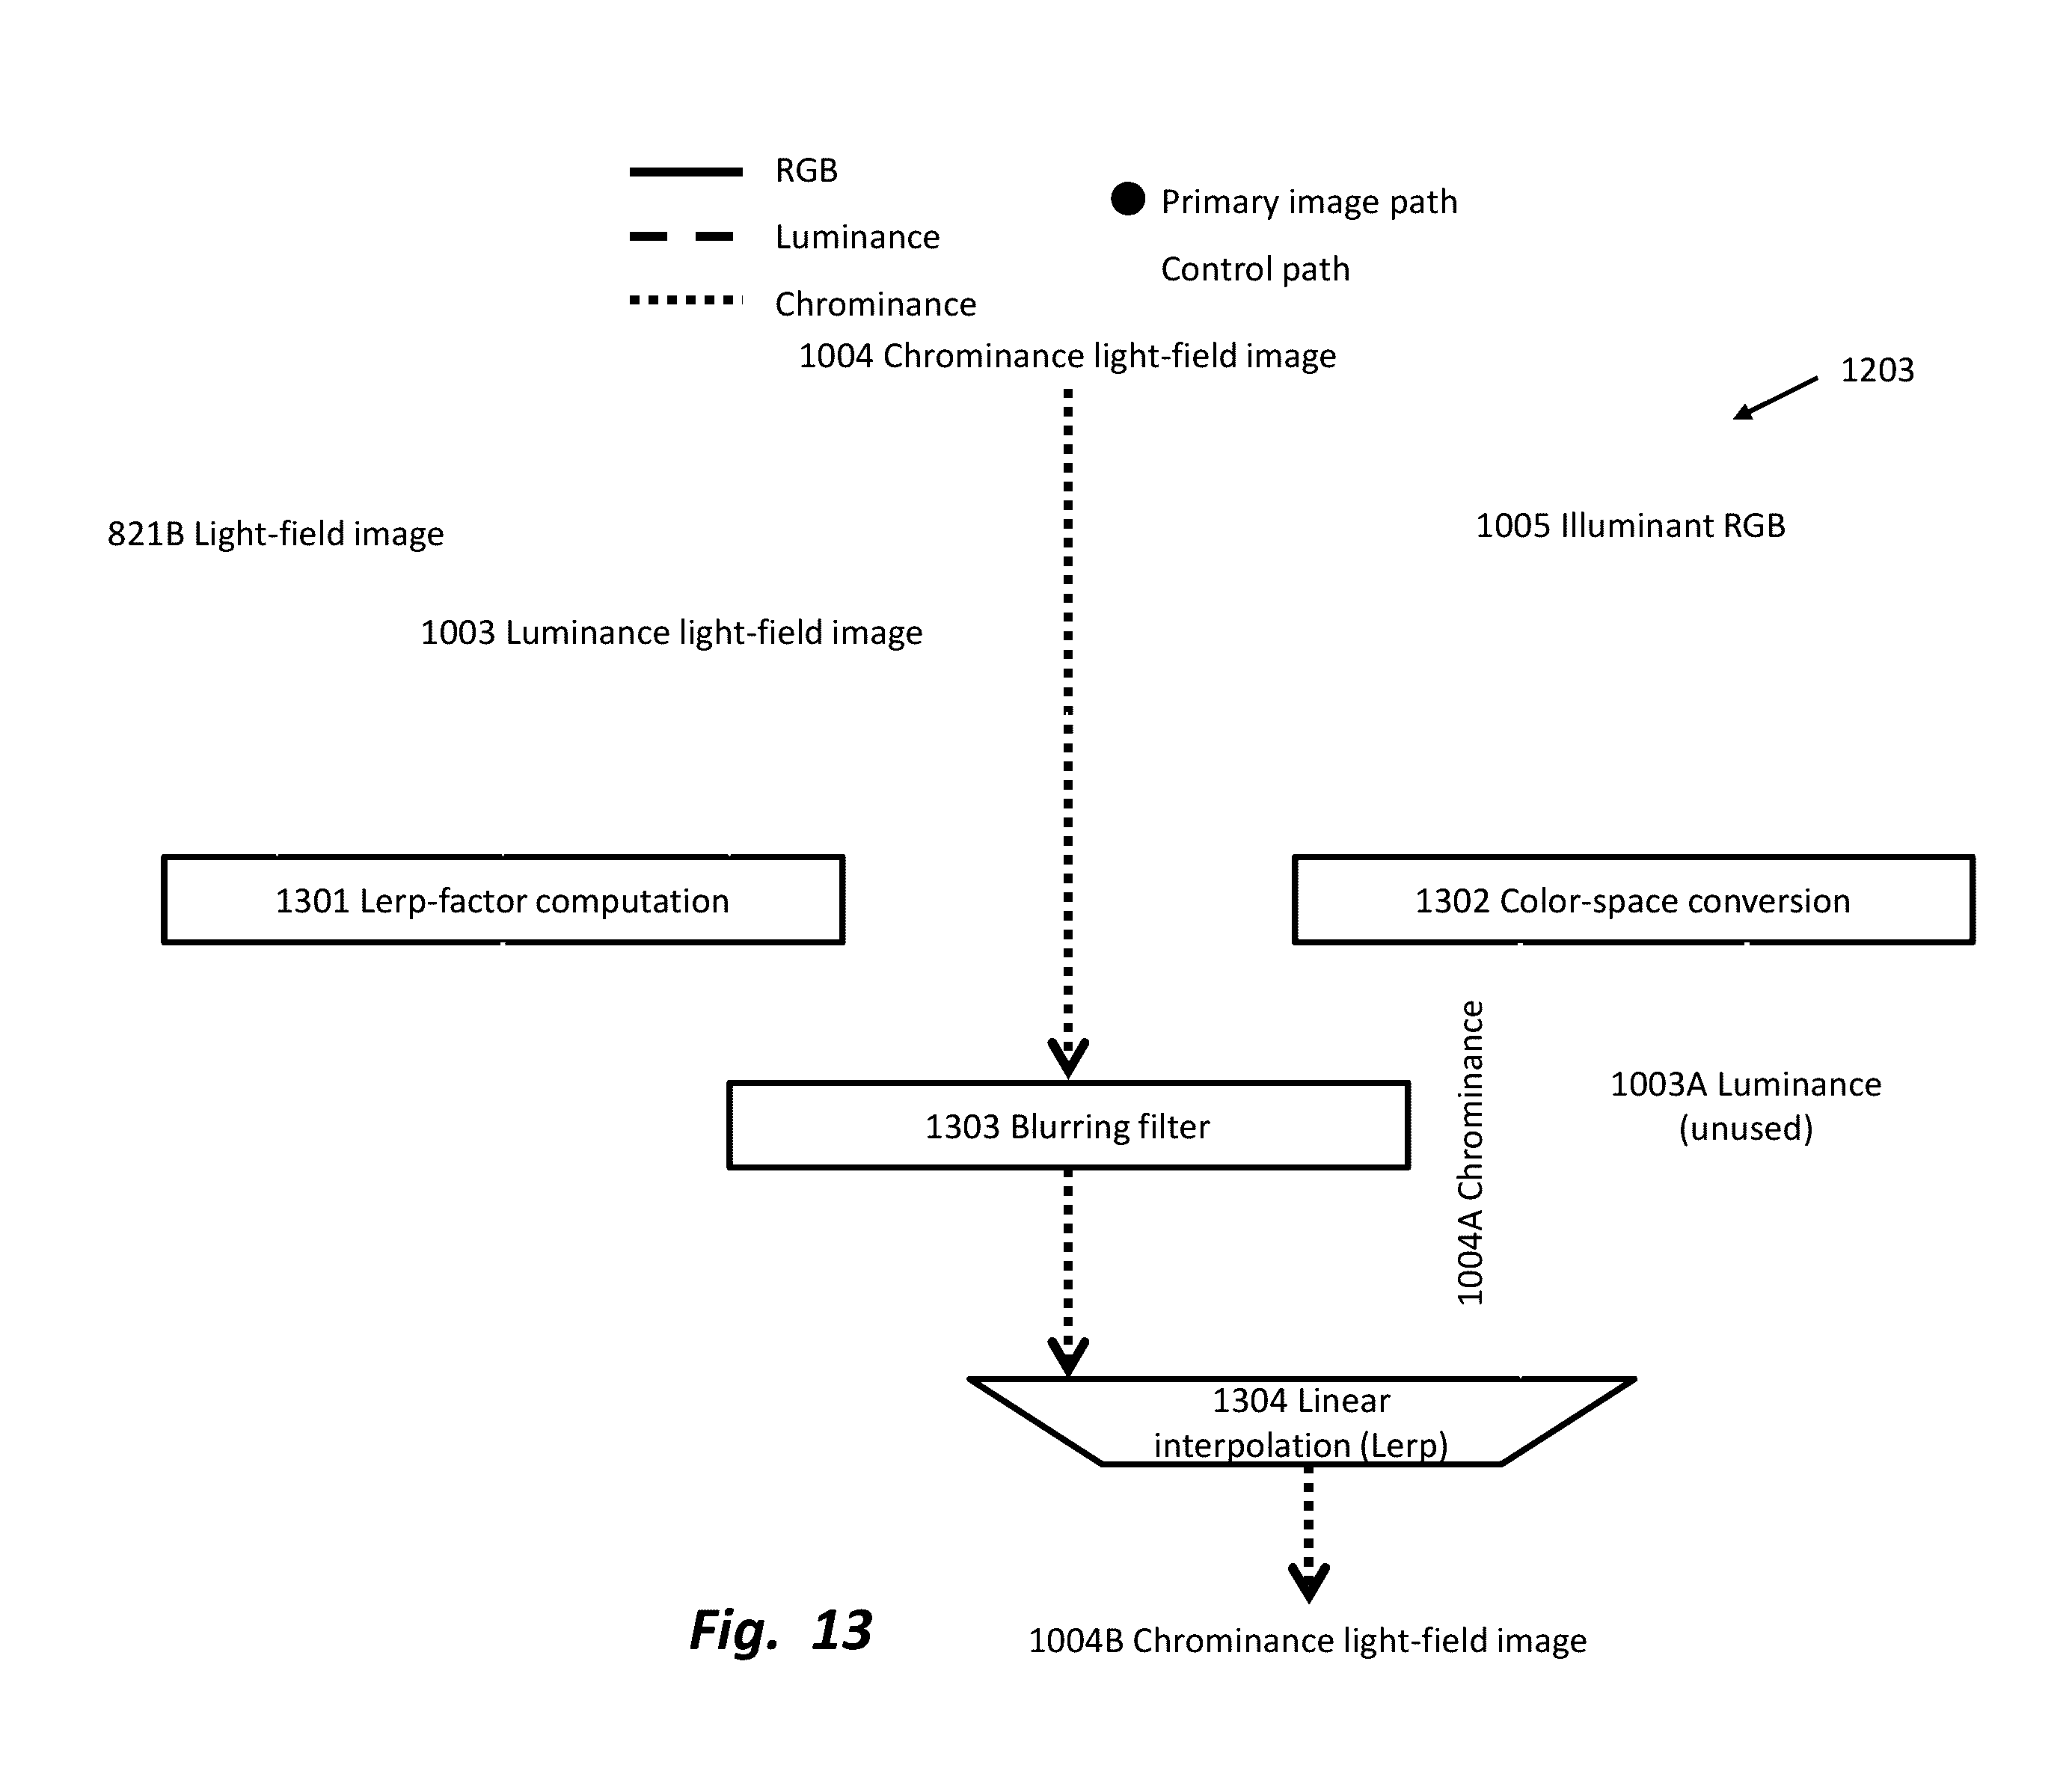 RGB
Primary image path
Luminance
Control path
Chrominance
1004 Chrominance light-field image
1203
821B Light-field image
1005 Illuminant RGB
1003 Luminance light-field image
1301 Lerp-factor computation
1302 Color-space conversion
1004A Chrominance
1003A Luminance
(unused)
1303 Blurring filter
1304 Linear
interpolation (Lerp)
Fig. 13
1004B Chrominance light-field image